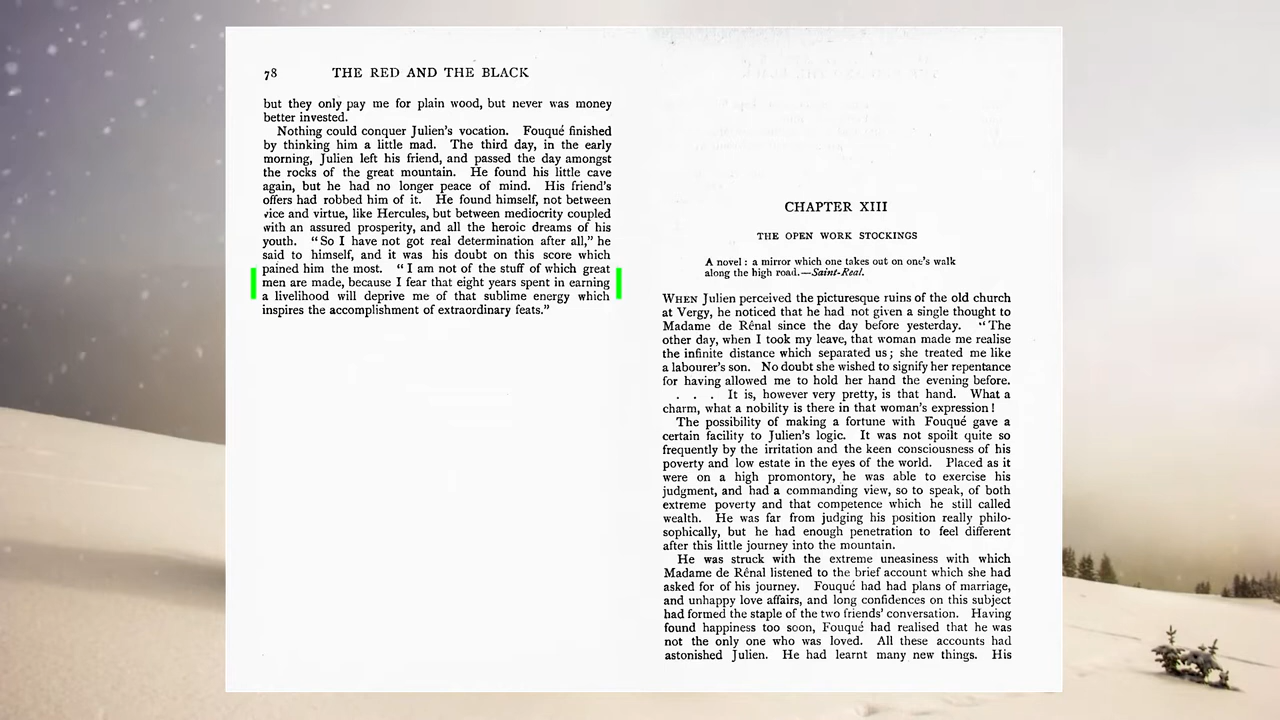 78 THE RED AND THE BLACK
but they only pay me for plain wood, but never was money
better invested.
Nothing could conquer Julien's vocation. Fouqué finished
by thinking him a little mad. The third day, in the early
morning, Julien left his friend, and passed the day amongst
the rocks of the great mountain. He found his little cave
again, but he had no longer peace of mind. His friend's
offers had robbed him of it. He found himself, not between
vice and virtue, like Hercules, but between mediocrity coupled
with an assured prosperity, and all the heroic dreams of his
youth. "So I have not got real determination after all," he
said to himself, and it was his doubt on this score which
pained him the most. "I am not of the stuff of which great
men are made, because I fear that eight years spent in earning
a livelihood will deprive me of that sublime energy which
inspires the accomplishment of extraordinary feats."
CHAPTER XIII
THE OPEN WORK STOCKINGS
A novel: a mirror which one takes out on one's walk
along the high road.—Saint-Real.
WHEN Julien perceived the picturesque ruins of the old church
at Vergy, he noticed that he had not given a single thought to
Madame de Rênal since the day before yesterday. "The
other day, when I took my leave, that woman made me realise
the infinite distance which separated us; she treated me like
a labourer's son. No doubt she wished to signify her repentance
for having allowed me to hold her hand the evening before.
. . . It is, however very pretty, is that hand. What a
charm, what a nobility is there in that woman's expression!
The possibility of making a fortune with Fouqué gave a
certain facility to Julien's logic. It was not spoilt quite so
frequently by the irritation and the keen consciousness of his
poverty and low estate in the eyes of the world. Placed as it
were on a high promontory, he was able to exercise his
judgment, and had a commanding view, so to speak, of both
extreme poverty and that competence which he still called
wealth. He was far from judging his position really philo-
sophically, but he had enough penetration to feel different
after this little journey into the mountain.
He was struck with the extreme uneasiness with which
Madame de Rênal listened to the brief account which she had
asked for of his journey. Fouqué had had plans of marriage,
and unhappy love affairs, and long confidences on this subject
had formed the staple of the two friends' conversation. Having
found happiness too soon, Fouqué had realised that he was
not the only one who was loved. All these accounts had
astonished Julien. He had learnt many new things. His